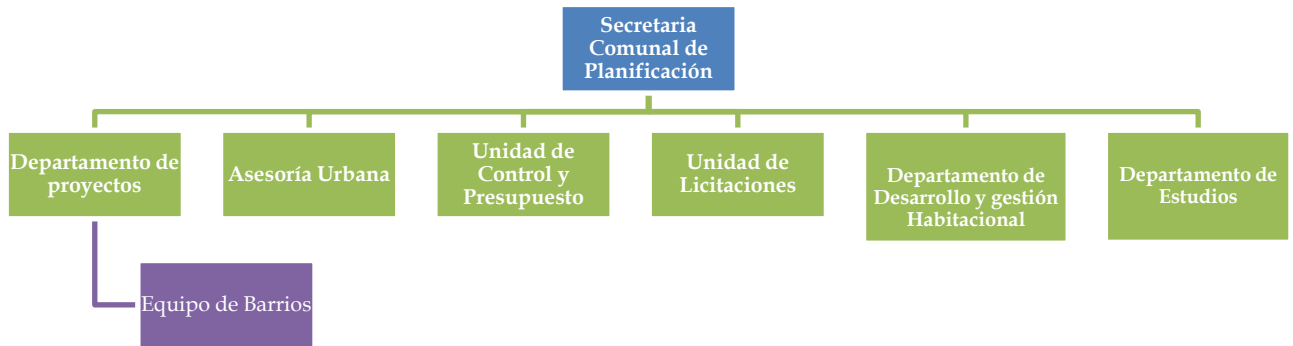 Secretaria
Comunal de
Planificación
Departamento de
proyectos
Asesoría Urbana
Unidad de
Control y
Presupuesto
Unidad de
Licitaciones
Departamento de
Desarrollo y gestión
Habitacional
Departamento de
Estudios
Equipo de Barrios